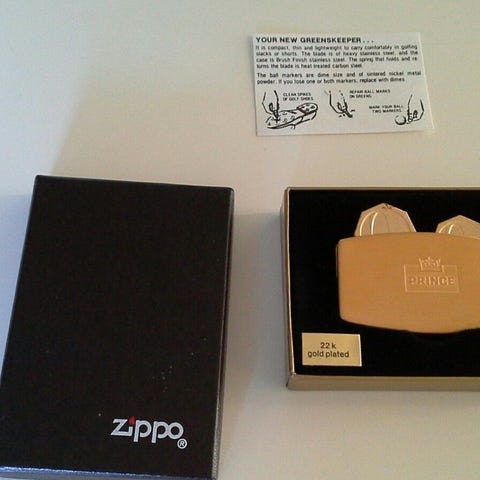 YOUR NEW GREENSKEEPER . . .
It is compact, thin and lightweight to carry comfortably in golfing
slacks or shorts. The blade is of heavy stainless steel, and the
case is Brush Finish stainless steel. The spring that holds and re-
turns the blade is heat-treated carbon steel.
The ball markers are dime size and of sintered nickel metal
powder. If you lose one or both markers, replace with dimes
CLEAN SPIKES
OF GOLF SHOES.
REPAIR BALL MARKS
ON GREENS.
MARK YOUR BALL.
TWO MARKERS.
PRINCE
22 k
gold plated
zippo®